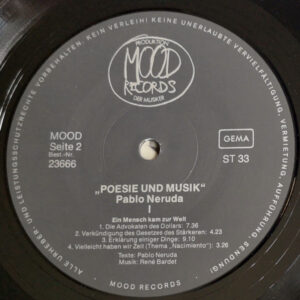 ALLE URHEBER- UND LEISTUNGSSCHUTZRECHTE VORBEHALTEN. KEIN VERLEIH! KEINE UNERLAUBTE VERVIELFÄLTIGUNG, VERMIETUNG, AUFFÜHRUNG, SENDUNG!
PRODUKTION
MOOD
RECORDS
DER MUSIKER
MOOD
Seite 2
Best.-Nr.
23666
GEMA
ST 33
„POESIE UND MUSIK“
Pablo Neruda
I
Ein Mensch kam zur Welt
1. Die Advokaten des Dollars 7.36
2. Verkündigung des Gesetzes des Stärkeren 4.23
3. Erklärung einiger Dinge 9.10
4. Vielleicht haben wir Zeit (Thema „Nacimiento“) 3.26
Texte: Pablo Neruda
Musik: René Bardet
MOOD RECORDS